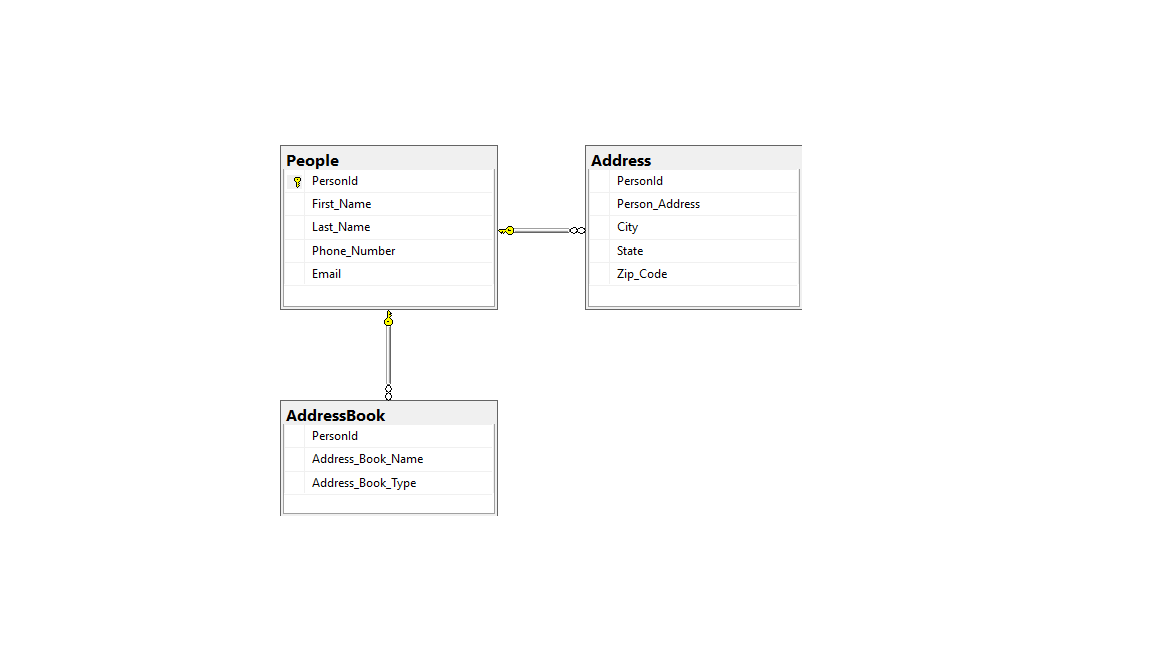 People
PersonId
First_Name
Last_Name
Phone_Number
Email
Address
PersonId
Person_Address
City
State
Zip_Code
AddressBook
PersonId
Address_Book_Name
Address_Book_Type